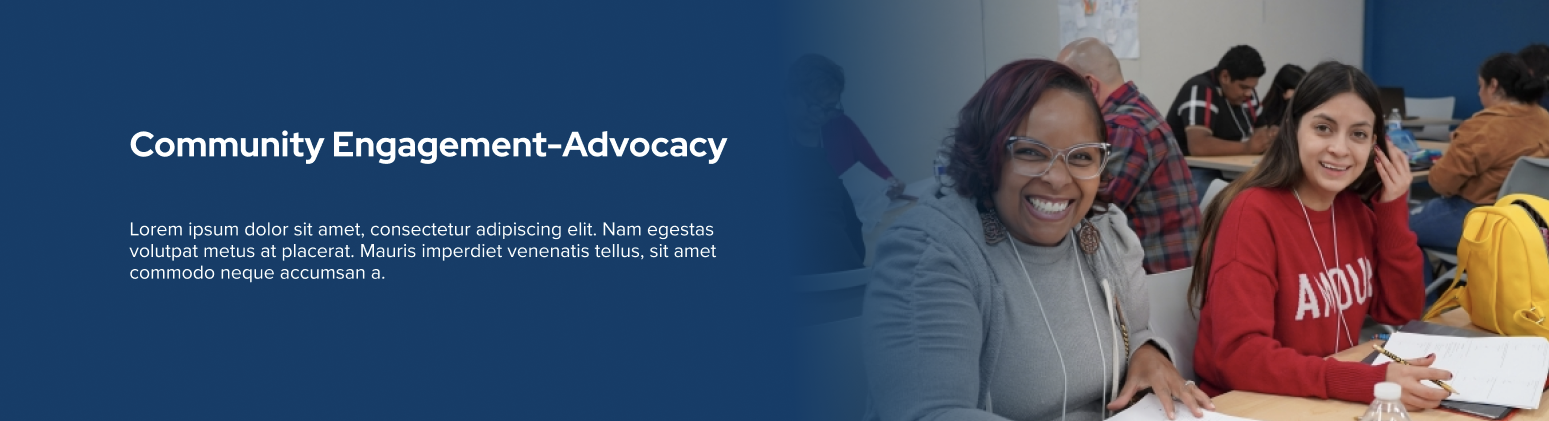 Community Engagement-Advocacy
Lorem ipsum dolor sit amet, consectetur adipiscing elit. Nam egestas
volutpat metus at placerat. Mauris imperdiet venenatis tellus, sit amet
commodo neque accumsan a.
AMOUR